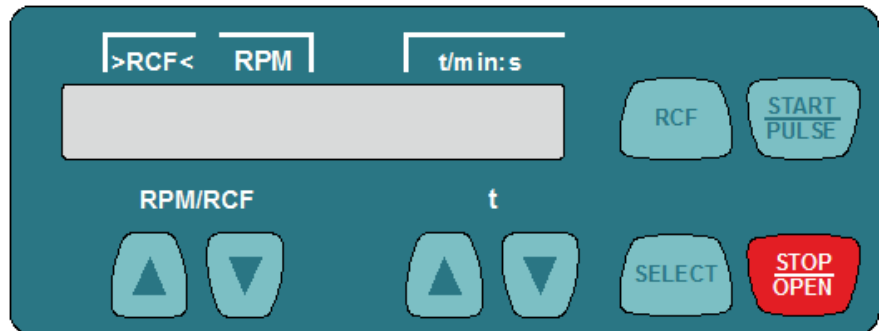 >RCF< RPM t/min:s
RCF
START
PULSE
RPM/RCF t
SELECT
STOP
OPEN